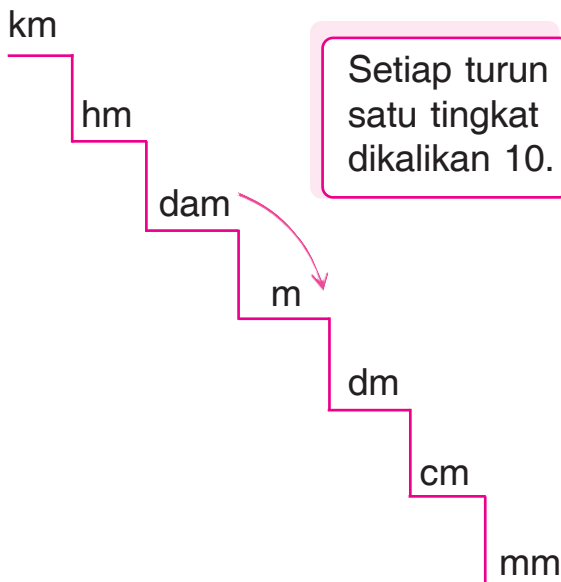 km
hm
Setiap turun
satu tingkat
dikalikan 10.
dam
m
dm
cm
mm